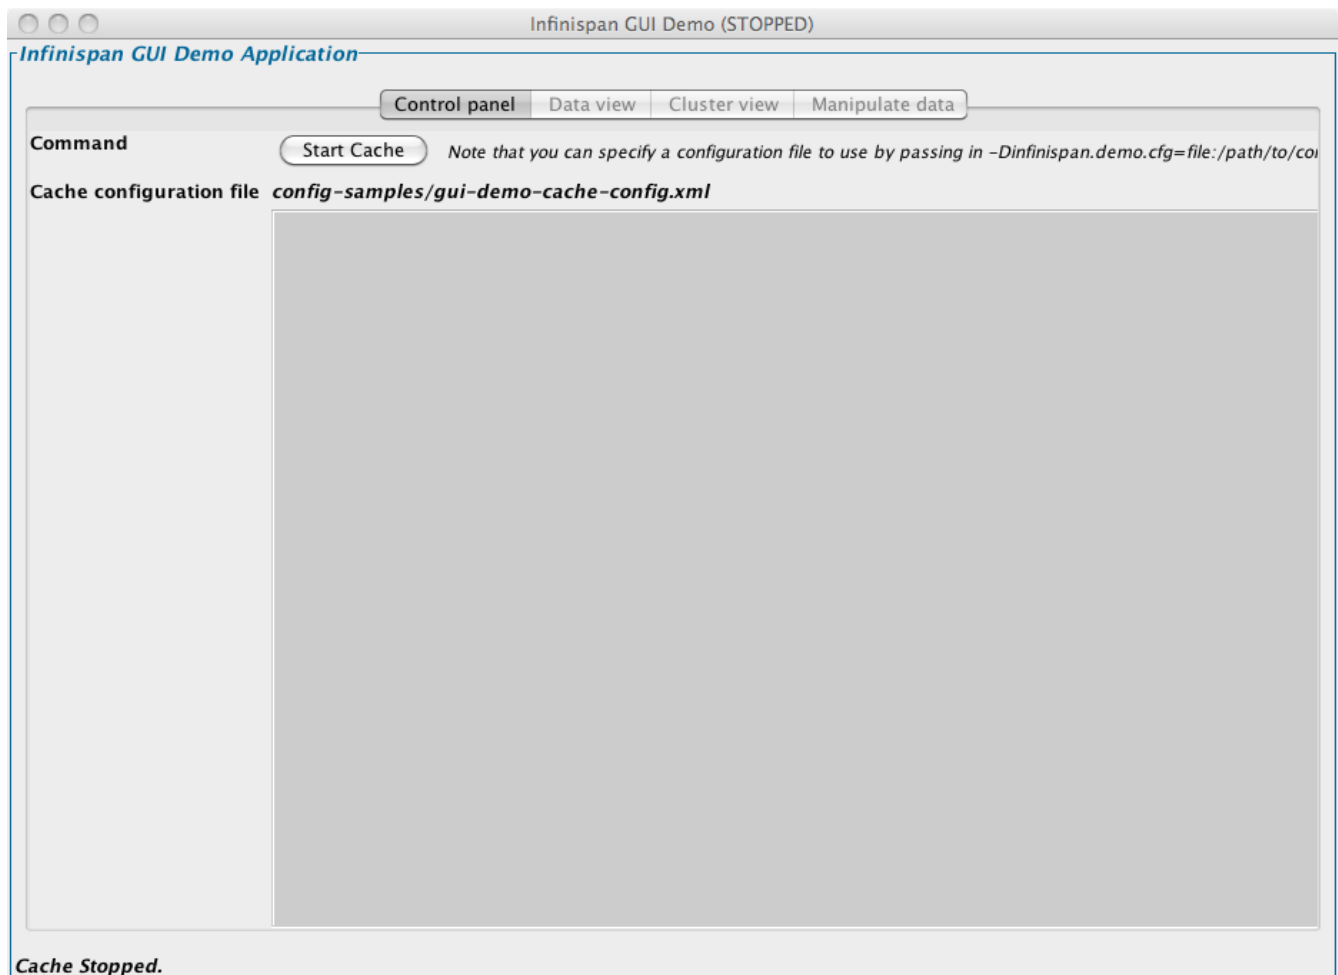 Infinispan GUI Demo (STOPPED)
Infinispan GUI Demo Application
Control panel Data view Cluster view Manipulate data
Command Start Cache Note that you can specify a configuration file to use by passing in -Dinfinispan.demo.cfg=file:/path/to/
Cache configuration file config-samples/gui-demo-cache-config.xml
Cache Stopped.